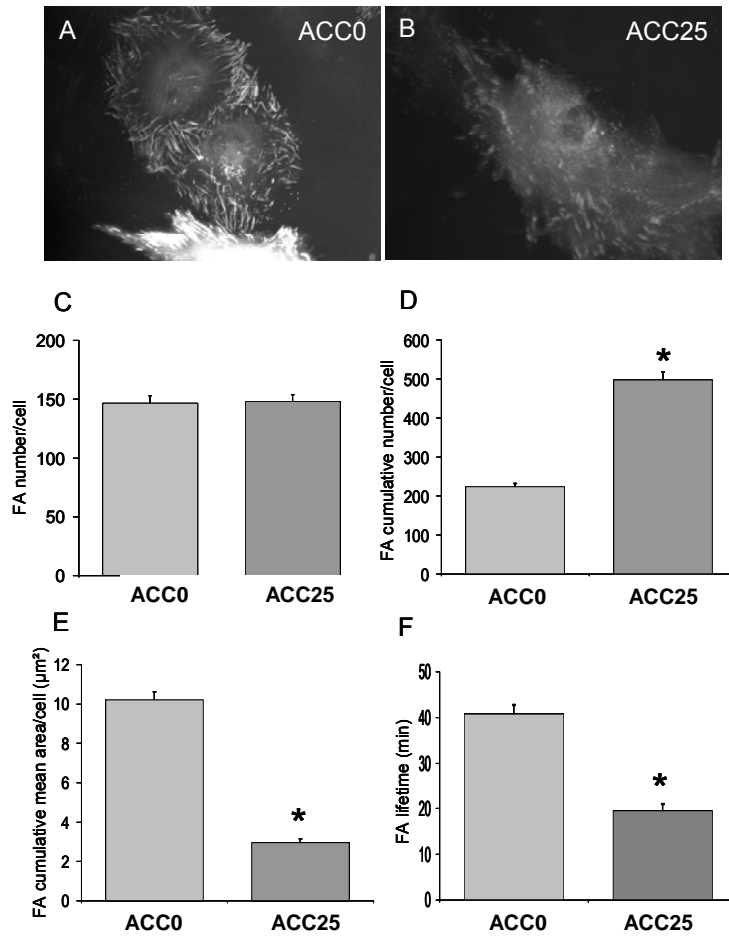 A ACC0
B ACC25
C
FA number/cell
200
150
100
50
0
ACC0 ACC25
D
FA cumulative number/cell
600
500
400
300
200
100
0
*
ACC0 ACC25
E
FA cumulative mean area/cell (µm²)
12
10
8
6
4
2
0
*
ACC0 ACC25
F
FA lifetime (min)
50
40
30
20
10
0
*
ACC0 ACC25